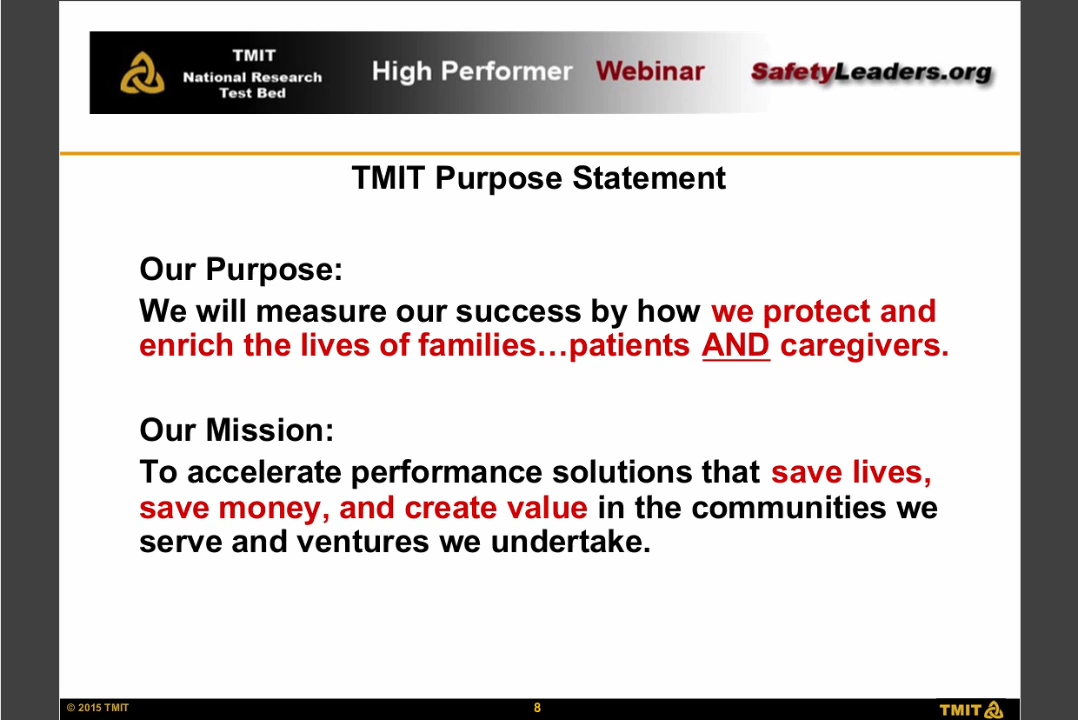 TMIT
National Research
Test Bed
High Performer Webinar
SafetyLeaders.org
TMIT Purpose Statement
Our Purpose:
We will measure our success by how we protect and
enrich the lives of families…patients AND caregivers.
Our Mission:
To accelerate performance solutions that save lives,
save money, and create value in the communities we
serve and ventures we undertake.
© 2015 TMIT
8
TMIT